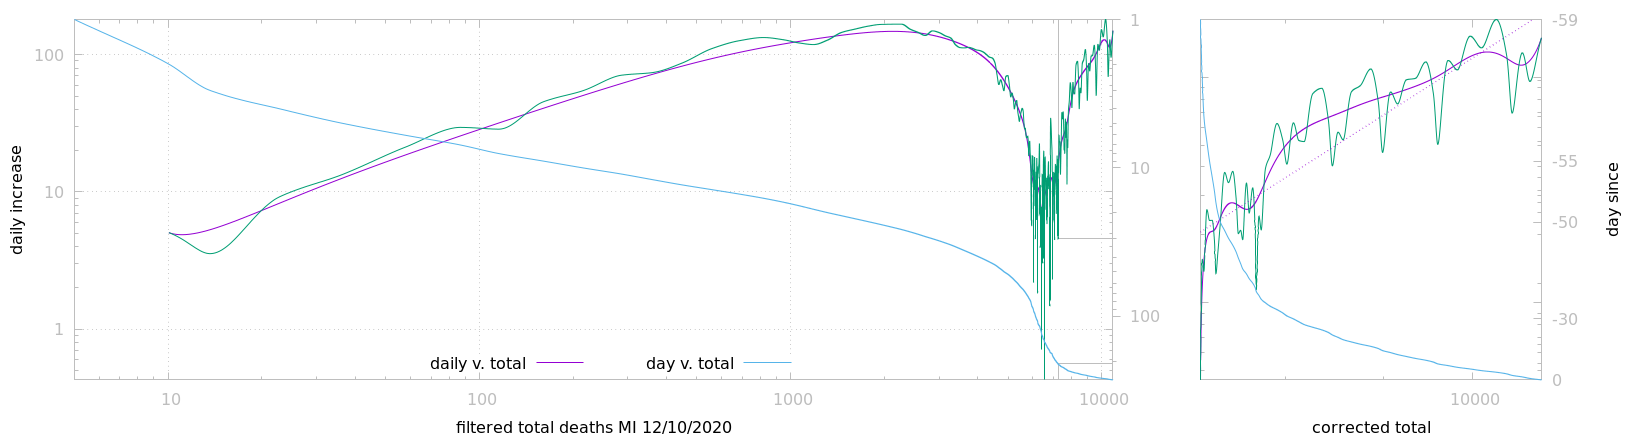 daily increase
100
10
1
daily v. total
day v. total
10
100
1000
10000
filtered total deaths MI 12/10/2020
1
10
100
-59
-55
-50
-30
0
day since
10000
corrected total